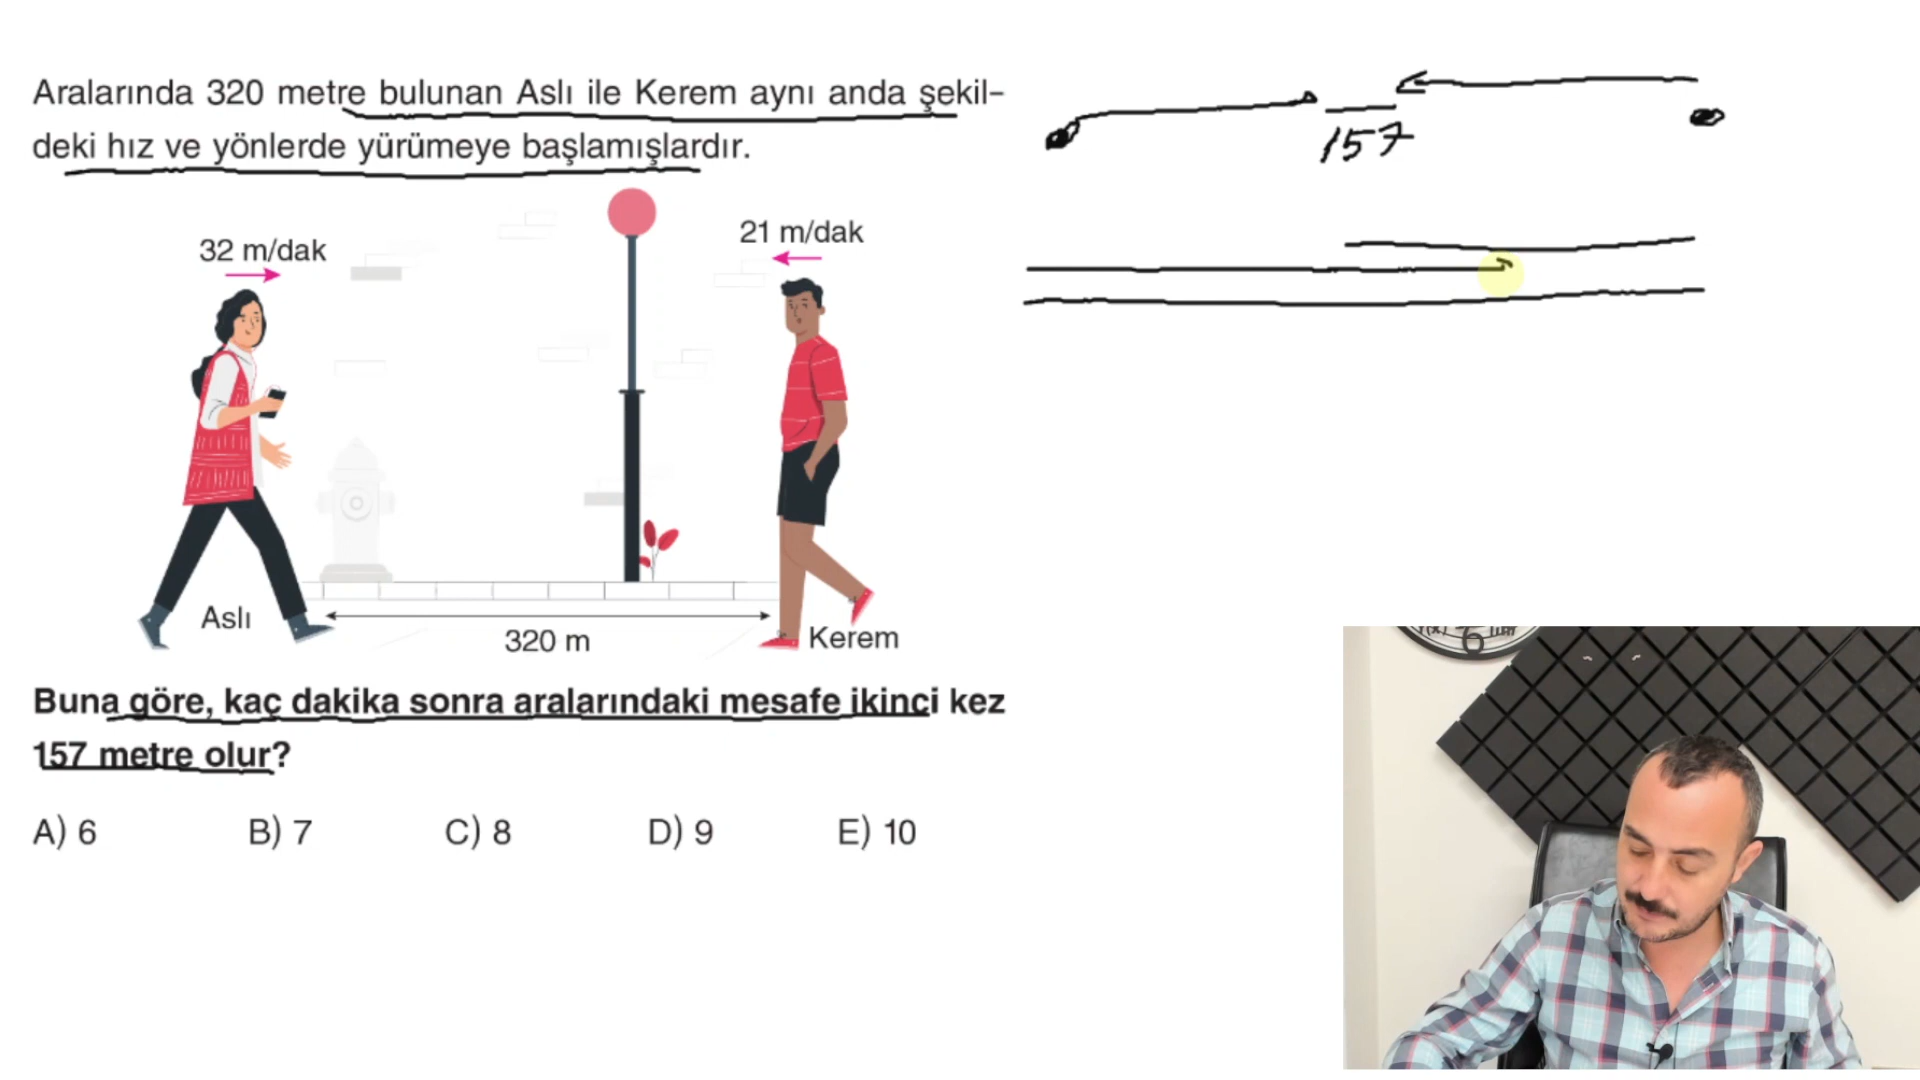 Aralarında 320 metre bulunan Aslı ile Kerem aynı anda şekil-
deki hız ve yönlerde yürümeye başlamışlardır.
157
32 m/dak
21 m/dak
Aslı
320 m
Kerem
Buna göre, kaç dakika sonra aralarındaki mesafe ikinci kez
157 metre olur?
A) 6 B) 7 C) 8 D) 9 E) 10